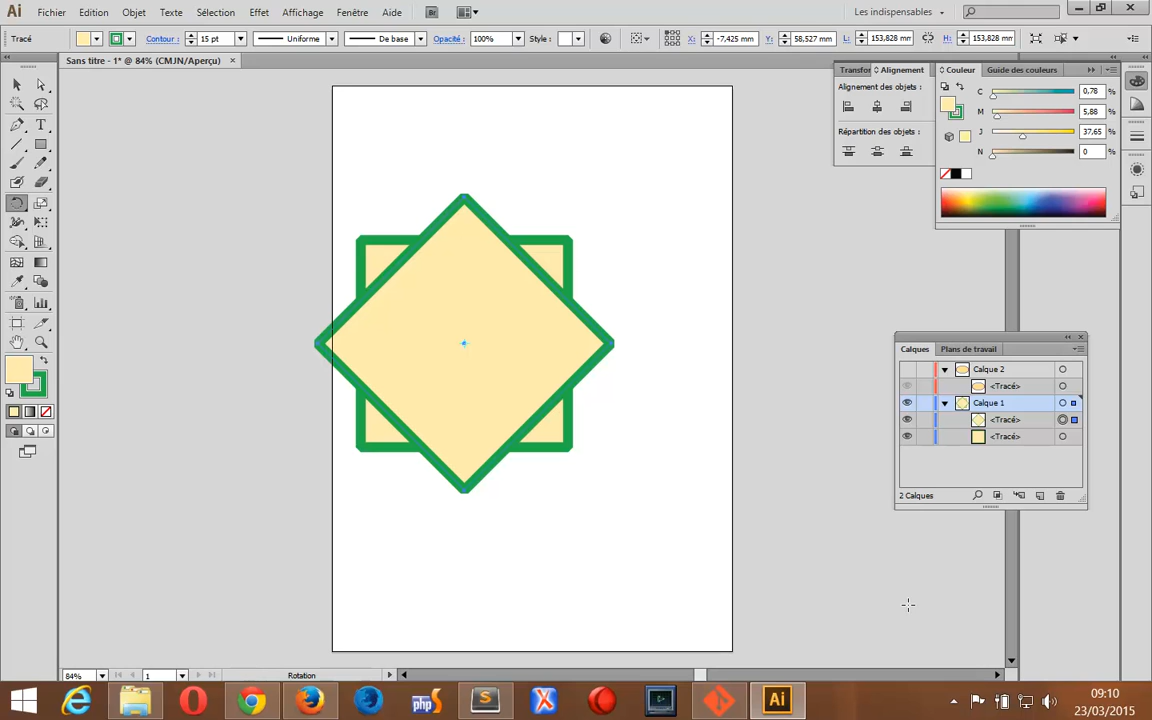 Ai Fichier Edition Objet Texte Sélection Effet Affichage Fenêtre Aide Br Les indispensables
Tracé Contour : 15 pt Uniforme De base Opacité: 100% Style : X: -7,425 mm Y: 58,527 mm L: 153,828 mm H: 153,828 mm
Sans titre - 1* @ 84% (CMJN/Aperçu) ×
Transfor Alignement
Alignement des objets :
Répartition des objets :
Couleur Guide des couleurs
C 0,78 %
M 5,88 %
J 37,65 %
N 0 %
T
Calques Plans de travail
Calque 2
<Tracé>
Calque 1
<Tracé>
<Tracé>
2 Calques
84% 1 Rotation
php S X Ai
09:10
23/03/2015